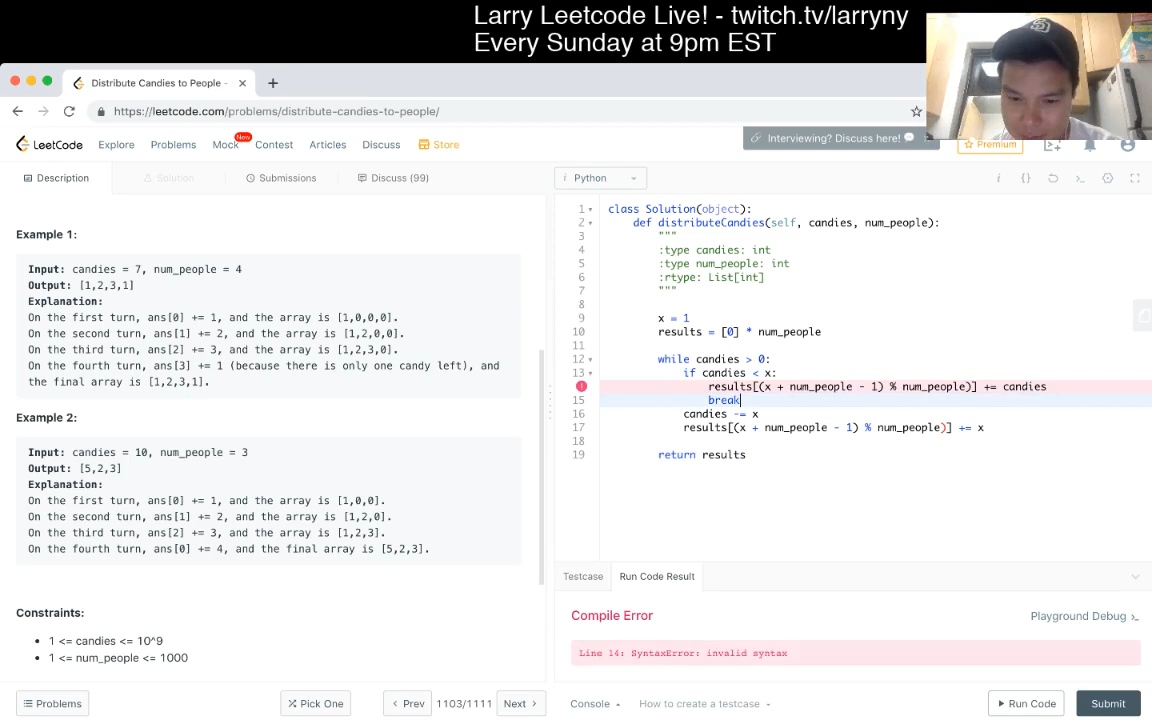 Larry Leetcode Live! - twitch.tv/larryny
Every Sunday at 9pm EST
Distribute Candies to People -
https://leetcode.com/problems/distribute-candies-to-people/
LeetCode
Explore
Problems
Mock
New
Contest
Articles
Discuss
Store
Interviewing? Discuss here!
Premium
Description
Solution
Submissions
Discuss (99)
i Python
Example 1:
Input: candies = 7, num_people = 4
Output: [1,2,3,1]
Explanation:
On the first turn, ans[0] += 1, and the array is [1,0,0,0].
On the second turn, ans[1] += 2, and the array is [1,2,0,0].
On the third turn, ans[2] += 3, and the array is [1,2,3,0].
On the fourth turn, ans[3] += 1 (because there is only one candy left), and
the final array is [1,2,3,1].
Example 2:
Input: candies = 10, num_people = 3
Output: [5,2,3]
Explanation:
On the first turn, ans[0] += 1, and the array is [1,0,0].
On the second turn, ans[1] += 2, and the array is [1,2,0].
On the third turn, ans[2] += 3, and the array is [1,2,3].
On the fourth turn, ans[0] += 4, and the final array is [5,2,3].
Constraints:
• 1 <= candies <= 10^9
• 1 <= num_people <= 1000
1 class Solution(object):
2 def distributeCandies(self, candies, num_people):
3 """
4 :type candies: int
5 :type num_people: int
6 :rtype: List[int]
7 """
8
9 x = 1
10 results = [0] * num_people
11
12 while candies > 0:
13 if candies < x:
results[(x + num_people - 1) % num_people)] += candies
15 break
16 candies -= x
17 results[(x + num_people - 1) % num_people)] += x
18
19 return results
Testcase
Run Code Result
Compile Error
Playground Debug >_
Line 14: SyntaxError: invalid syntax
Problems
Pick One
< Prev
1103/1111
Next >
Console
How to create a testcase
Run Code
Submit